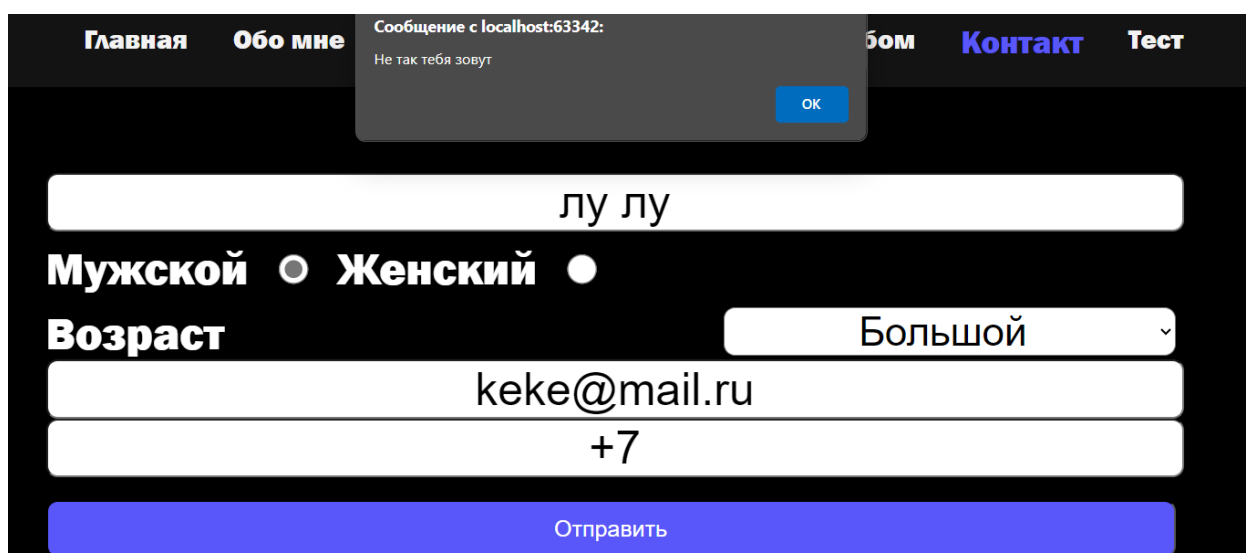 Главная Обо мне бом Контакт Тест
Сообщение с localhost:63342:
Не так тебя зовут
ОК
лу лу
Мужской Женский
Возраст Большой
keke@mail.ru
+7
Отправить